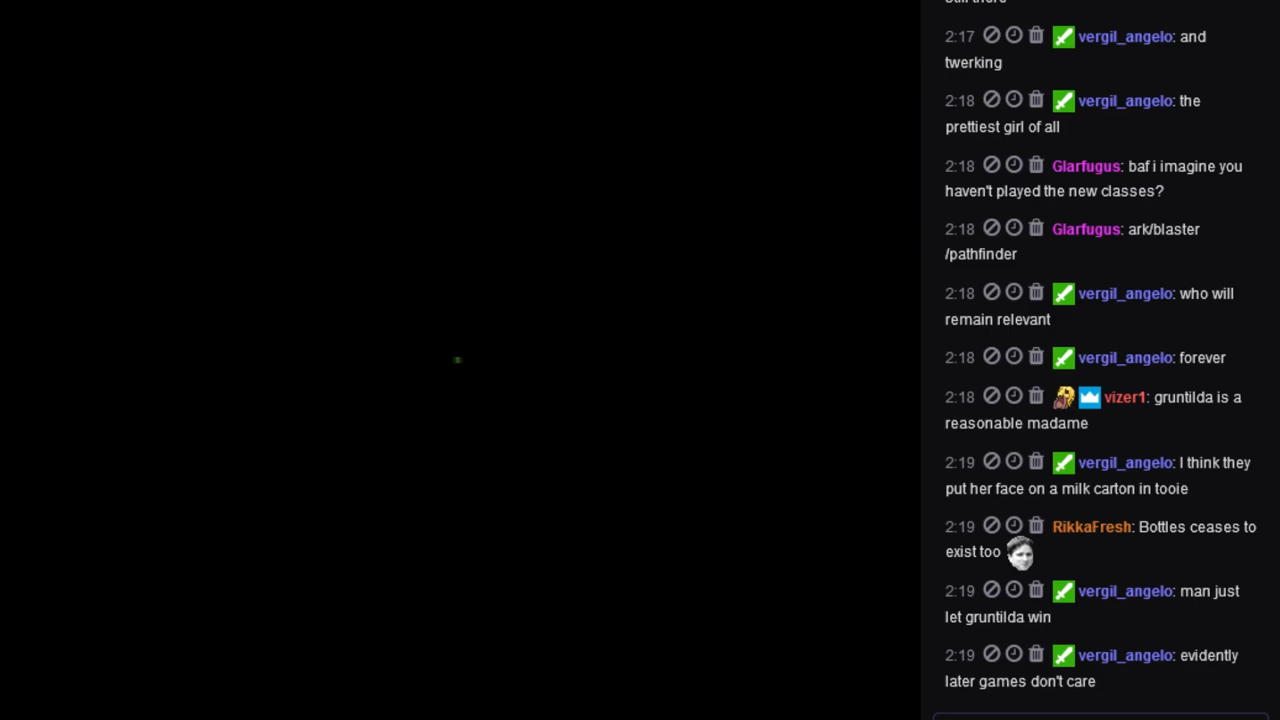 still there
2:17 vergil_angelo: and
twerking
2:18 vergil_angelo: the
prettiest girl of all
2:18 Glarfugus: baf i imagine you
haven't played the new classes?
2:18 Glarfugus: ark/blaster
/pathfinder
2:18 vergil_angelo: who will
remain relevant
2:18 vergil_angelo: forever
2:18 vizer1: gruntilda is a
reasonable madame
2:19 vergil_angelo: I think they
put her face on a milk carton in tooie
2:19 RikkaFresh: Bottles ceases to
exist too
2:19 vergil_angelo: man just
let gruntilda win
2:19 vergil_angelo: evidently
later games don't care